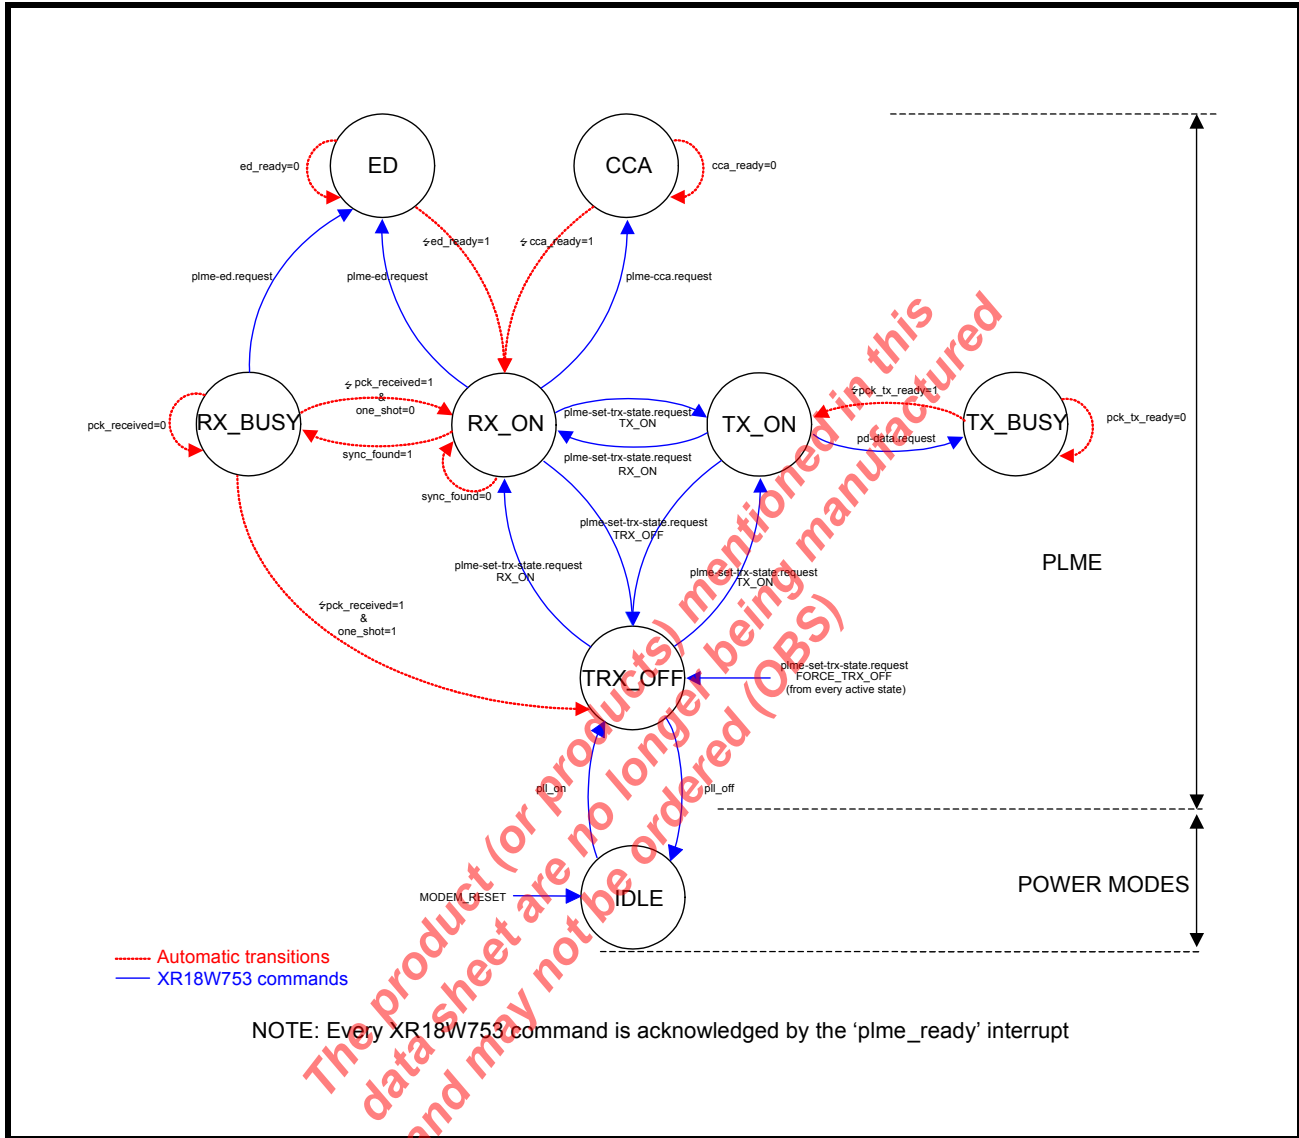 ED
CCA
ed_ready=0
cca_ready=0
ed_ready=1
cca_ready=1
plme-ed.request
plme-ed.request
plme-cca.request
pck_received=1
&
one_shot=0
pck_received=0
RX_BUSY
RX_ON
sync_found=1
sync_found=0
plme-set-trx-state.request
TX_ON
plme-set-trx-state.request
RX_ON
TX_ON
pck_tx_ready=1
pd-data.request
TX_BUSY
pck_tx_ready=0
plme-set-trx-state.request
TRX_OFF
plme-set-trx-state.request
RX_ON
plme-set-trx-state.request
TX_ON
PLME
pck_received=1
&
one_shot=1
TRX_OFF
plme-set-trx-state.request
FORCE_TRX_OFF
(from every active state)
pll_on
pll_off
MODEM_RESET
IDLE
POWER MODES
Automatic transitions
XR18W753 commands
NOTE: Every XR18W753 command is acknowledged by the ‘plme_ready’ interrupt
The product (or products) mentioned in this
data sheet are no longer being manufactured
and may not be ordered (OBS)